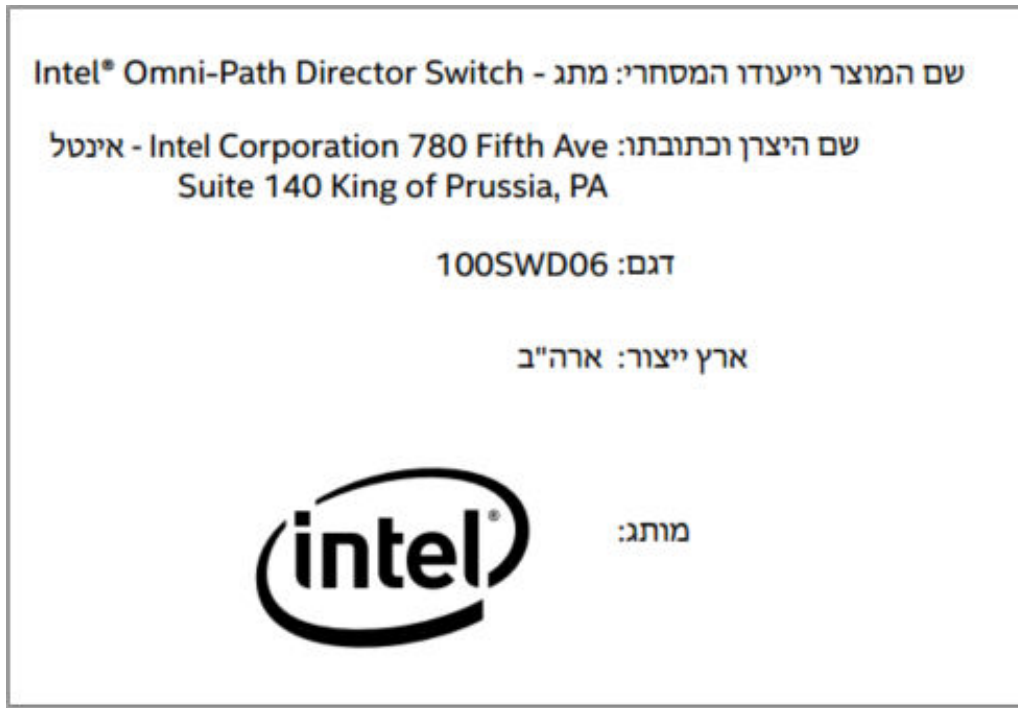 שם המוצר וייעודו המסחרי: מתג - Intel® Omni-Path Director Switch
שם היצרן וכתובתו: Intel Corporation 780 Fifth Ave - אינטל
Suite 140 King of Prussia, PA
דגם: 100SWD06
ארץ ייצור: ארה"ב
מותג:
intel®